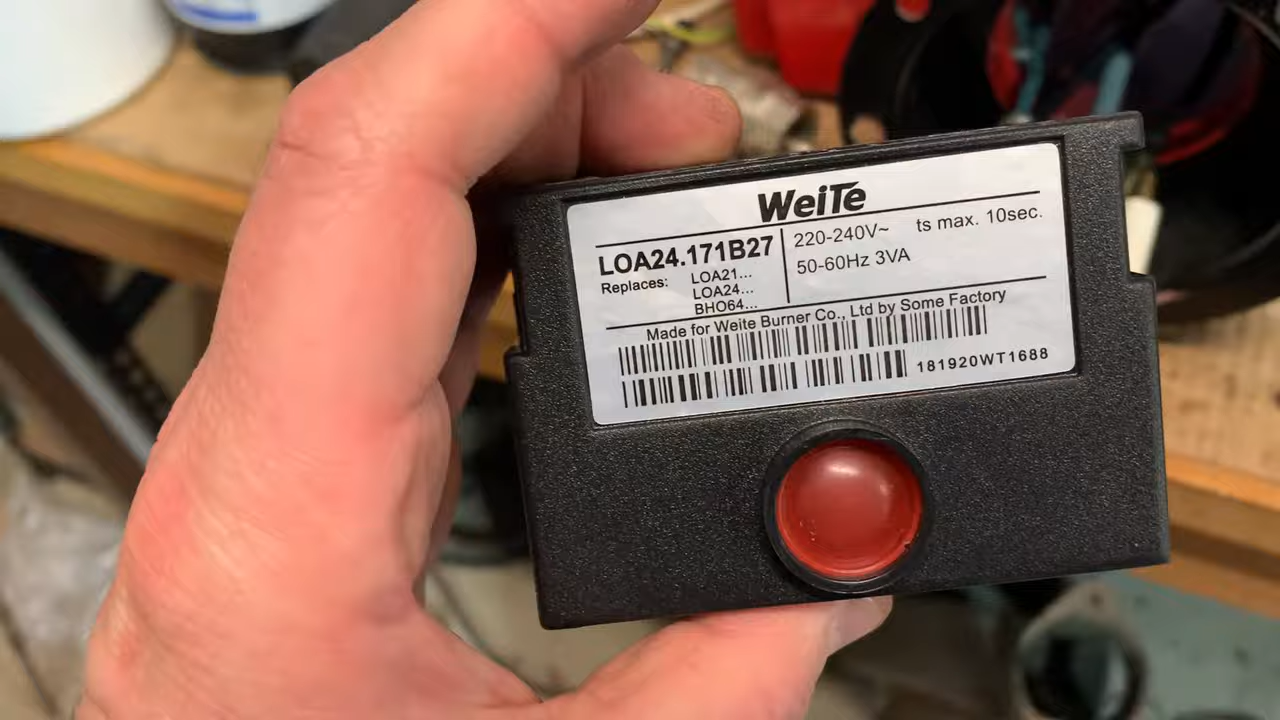 WeiTe
LOA24.171B27
Replaces: LOA21...
LOA24...
BHO64...
220-240V~ ts max. 10sec.
50-60Hz 3VA
Made for Weite Burner Co., Ltd by Some Factory
181920WT1688